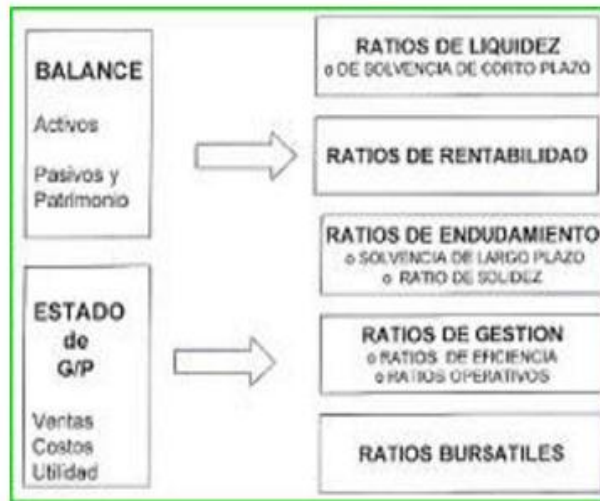 BALANCE
Activos
Pasivos y
Patrimonio
ESTADO
de
G/P
Ventas
Costos
Utilidad
RATIOS DE LIQUIDEZ
o DE SOLVENCIA DE CORTO PLAZO
RATIOS DE RENTABILIDAD
RATIOS DE ENDUDAMIENTO
o SOLVENCIA DE LARGO PLAZO
o RATIO DE SOLIDEZ
RATIOS DE GESTION
o RATIOS DE EFICIENCIA
o RATIOS OPERATIVOS
RATIOS BURSATILES